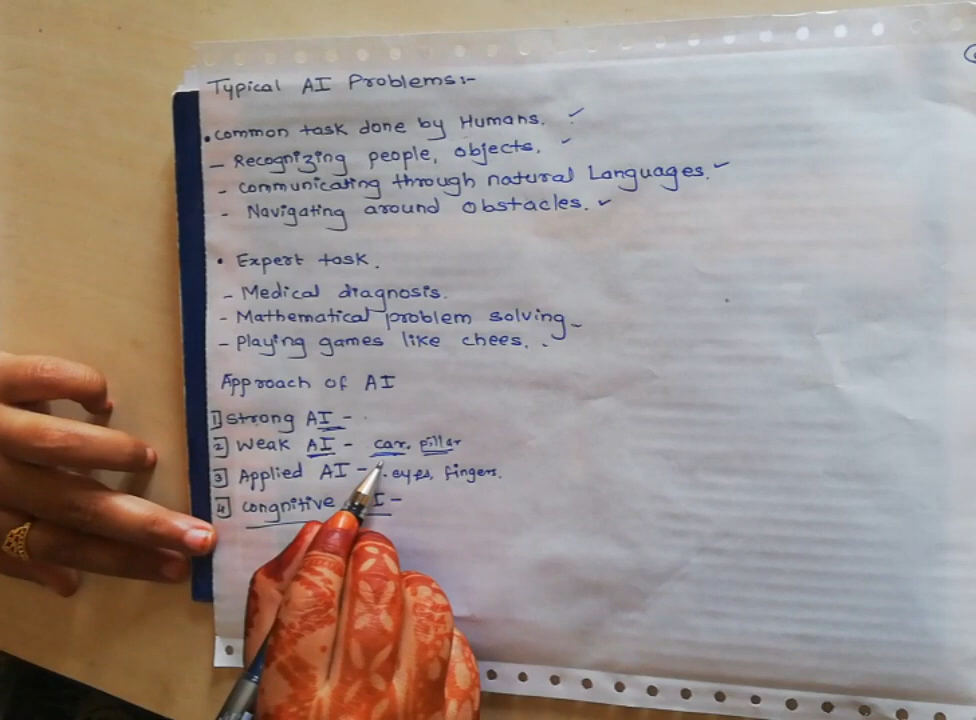 Typical AI Problems:-
• common task done by Humans.
- Recognizing people, objects.
- communicating through natural Languages.
- Navigating around obstacles.
• Expert task.
- Medical diagnosis.
- Mathematical problem solving
- playing games like chees.
Approach of AI
1] strong AI -
2] Weak AI - car, pillar
3] Applied AI - eyes, fingers.
4] congnitive I -